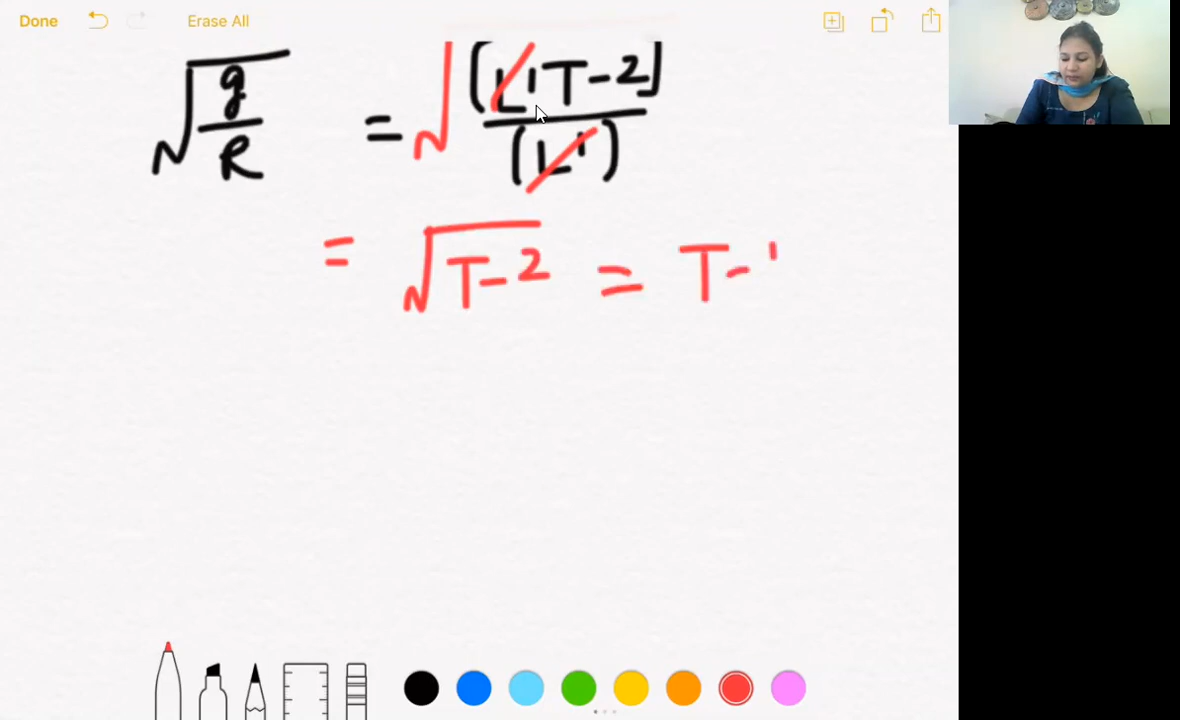 Done Erase All
√(g/R) = √([L¹T-2]/(L¹))
= √T-2 = T-1